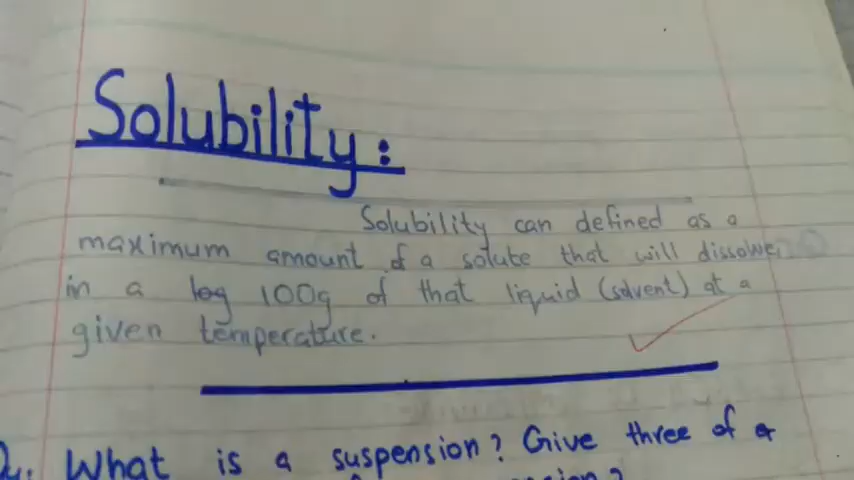 Solubility:
Solubility can defined as a
maximum amount of a solute that will dissolve
in a 100g of that liquid (solvent) at a
given temperature.
What is a suspension? Give three of